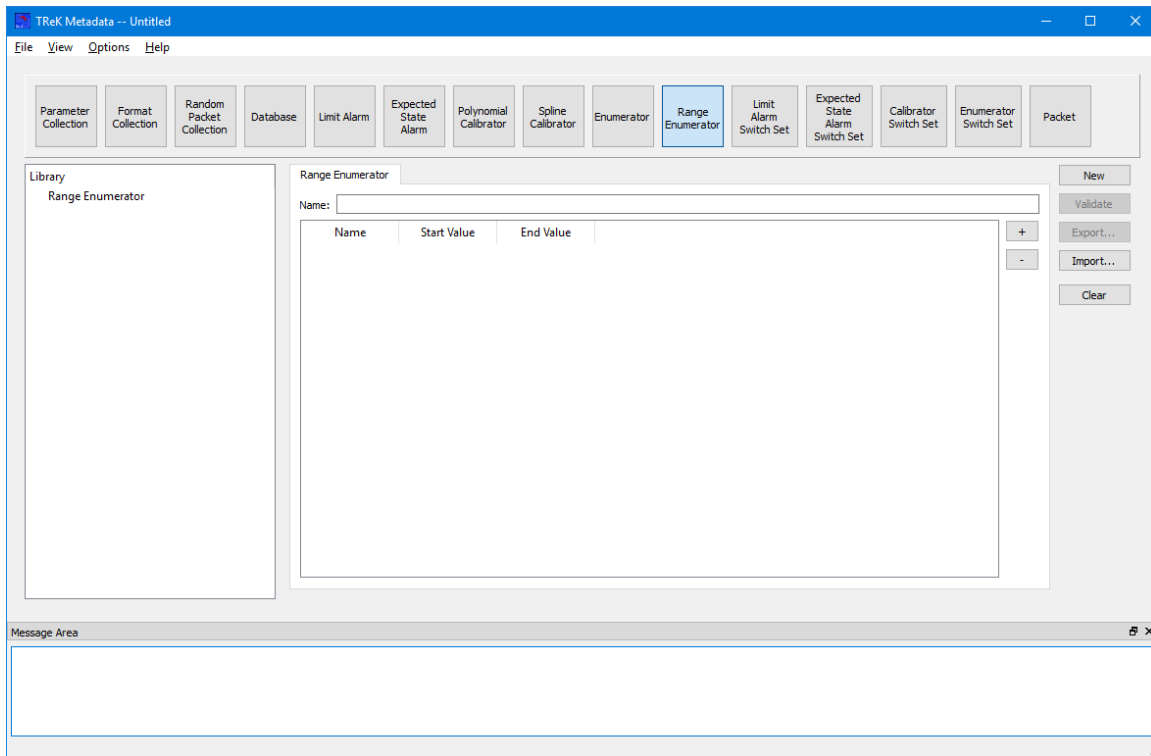 TReK Metadata -- Untitled
File View Options Help
Parameter
Collection
Format
Collection
Random
Packet
Collection
Database
Limit Alarm
Expected
State
Alarm
Polynomial
Calibrator
Spline
Calibrator
Enumerator
Range
Enumerator
Limit
Alarm
Switch Set
Expected
State
Alarm
Switch Set
Calibrator
Switch Set
Enumerator
Switch Set
Packet
Library
Range Enumerator
Range Enumerator
Name:
Name Start Value End Value
+
-
New
Validate
Export...
Import...
Clear
Message Area